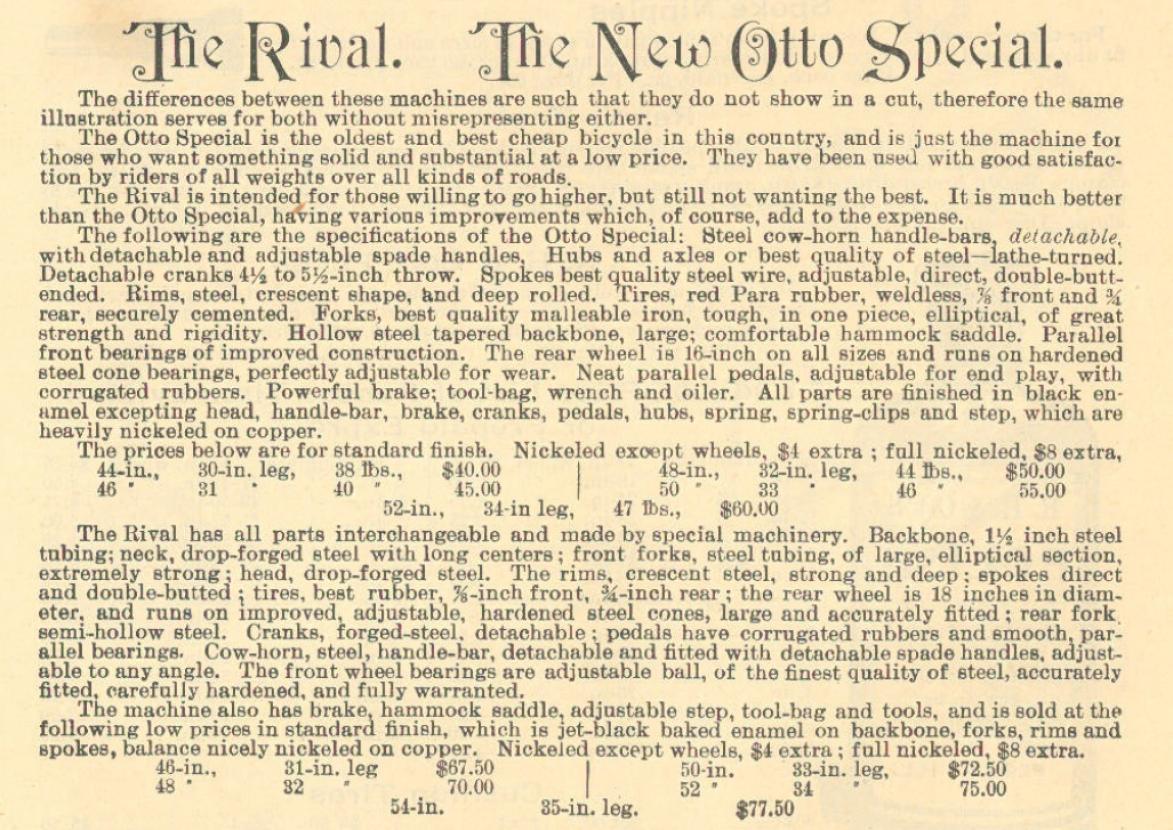 The Rival. The New Otto Special.
The differences between these machines are such that they do not show in a cut, therefore the same
illustration serves for both without misrepresenting either.
The Otto Special is the oldest and best cheap bicycle in this country, and is just the machine for
those who want something solid and substantial at a low price. They have been used with good satisfac-
tion by riders of all weights over all kinds of roads.
The Rival is intended for those willing to go higher, but still not wanting the best. It is much better
than the Otto Special, having various improvements which, of course, add to the expense.
The following are the specifications of the Otto Special: Steel cow-horn handle-bars, detachable,
with detachable and adjustable spade handles, Hubs and axles or best quality of steel—lathe-turned.
Detachable cranks 4½ to 5½-inch throw. Spokes best quality steel wire, adjustable, direct, double-butt-
ended. Rims, steel, crescent shape, and deep rolled. Tires, red Para rubber, weldless, ⅞ front and ¾
rear, securely cemented. Forks, best quality malleable iron, tough, in one piece, elliptical, of great
strength and rigidity. Hollow steel tapered backbone, large; comfortable hammock saddle. Parallel
front bearings of improved construction. The rear wheel is 16-inch on all sizes and runs on hardened
steel cone bearings, perfectly adjustable for wear. Neat parallel pedals, adjustable for end play, with
corrugated rubbers. Powerful brake; tool-bag, wrench and oiler. All parts are finished in black en-
amel excepting head, handle-bar, brake, cranks, pedals, hubs, spring, spring-clips and step, which are
heavily nickeled on copper.
The prices below are for standard finish. Nickeled except wheels, $4 extra ; full nickeled, $8 extra,
44-in., 30-in. leg, 38 lbs., $40.00 | 48-in., 32-in. leg, 44 lbs., $50.00
46 " 31 " 40 " 45.00 | 50 " 33 " 46 " 55.00
52-in., 34-in leg, 47 lbs., $60.00
The Rival has all parts interchangeable and made by special machinery. Backbone, 1½ inch steel
tubing; neck, drop-forged steel with long centers; front forks, steel tubing, of large, elliptical section,
extremely strong; head, drop-forged steel. The rims, crescent steel, strong and deep; spokes direct
and double-butted; tires, best rubber, ⅞-inch front, ¾-inch rear; the rear wheel is 18 inches in diam-
eter, and runs on improved, adjustable, hardened steel cones, large and accurately fitted; rear fork
semi-hollow steel. Cranks, forged-steel, detachable; pedals have corrugated rubbers and smooth, par-
allel bearings. Cow-horn, steel, handle-bar, detachable and fitted with detachable spade handles, adjust-
able to any angle. The front wheel bearings are adjustable ball, of the finest quality of steel, accurately
fitted, carefully hardened, and fully warranted.
The machine also has brake, hammock saddle, adjustable step, tool-bag and tools, and is sold at the
following low prices in standard finish, which is jet-black baked enamel on backbone, forks, rims and
spokes, balance nicely nickeled on copper. Nickeled except wheels, $4 extra; full nickeled, $8 extra.
46-in., 31-in. leg $67.50 | 50-in. 33-in. leg, $72.50
48 " 32 " 70.00 | 52 " 34 " 75.00
54-in. 35-in. leg. $77.50